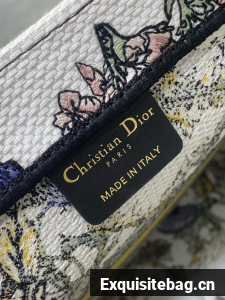 Christian Dior
PARIS
MADE IN ITALY
Exquisitebag.cn